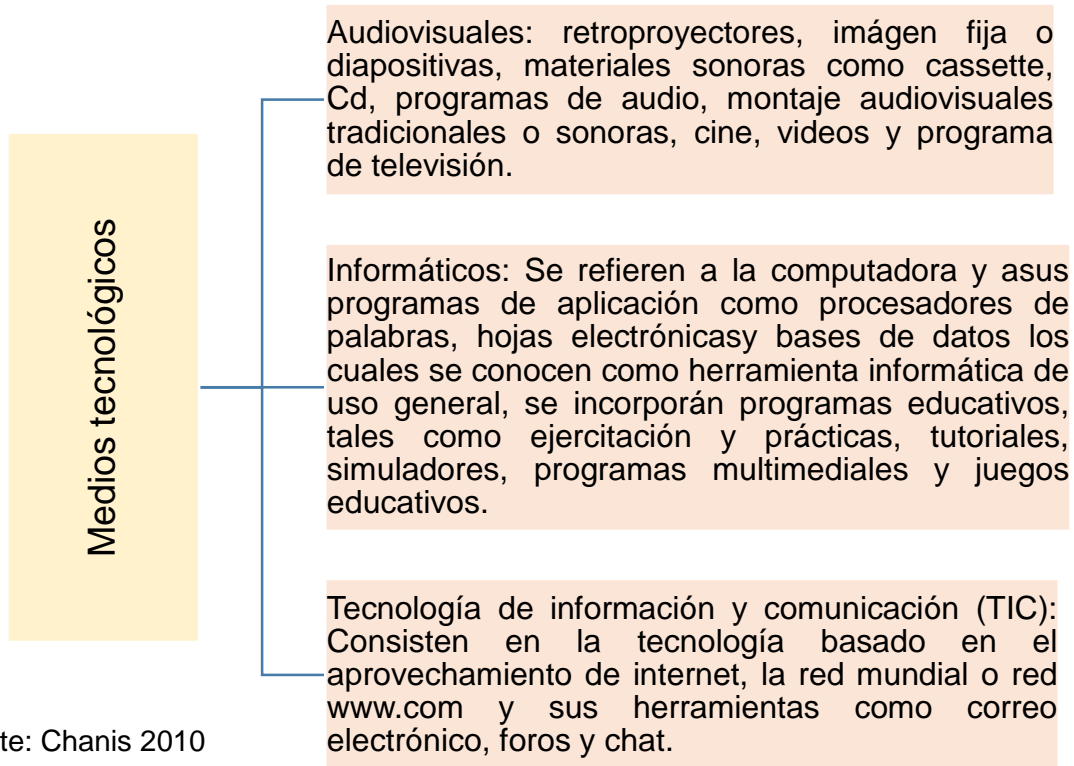 Medios tecnológicos
Audiovisuales: retroproyectores, imágen fija o
diapositivas, materiales sonoras como cassette,
Cd, programas de audio, montaje audiovisuales
tradicionales o sonoras, cine, videos y programa
de televisión.
Informáticos: Se refieren a la computadora y asus
programas de aplicación como procesadores de
palabras, hojas electrónicasy bases de datos los
cuales se conocen como herramienta informática de
uso general, se incorporán programas educativos,
tales como ejercitación y prácticas, tutoriales,
simuladores, programas multimediales y juegos
educativos.
Tecnología de información y comunicación (TIC):
Consisten en la tecnología basado en el
aprovechamiento de internet, la red mundial o red
www.com y sus herramientas como correo
electrónico, foros y chat.
te: Chanis 2010